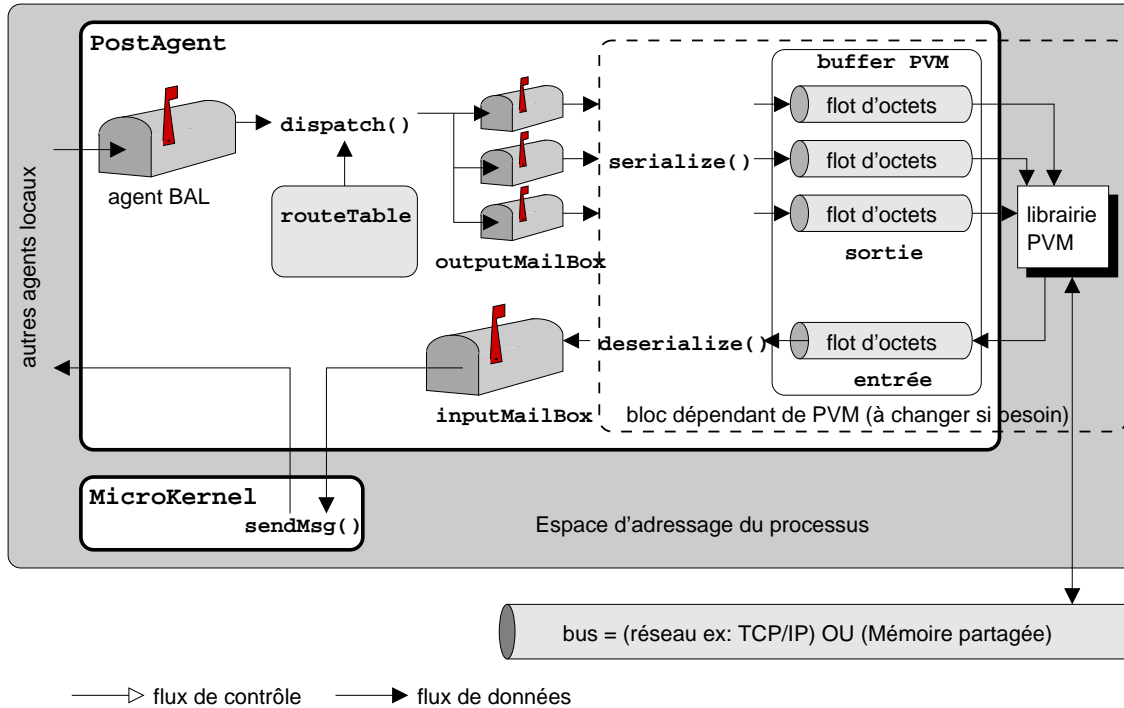 PostAgent
buffer PVM
flot d'octets
dispatch()
flot d'octets
serialize()
autres agents locaux
agent BAL
routeTable
flot d'octets
librairie
PVM
outputMailBox
sortie
deserialize()
flot d'octets
entrée
inputMailBox
bloc dépendant de PVM (à changer si besoin)
MicroKernel
sendMsg()
Espace d'adressage du processus
bus = (réseau ex: TCP/IP) OU (Mémoire partagée)
flux de contrôle
flux de données